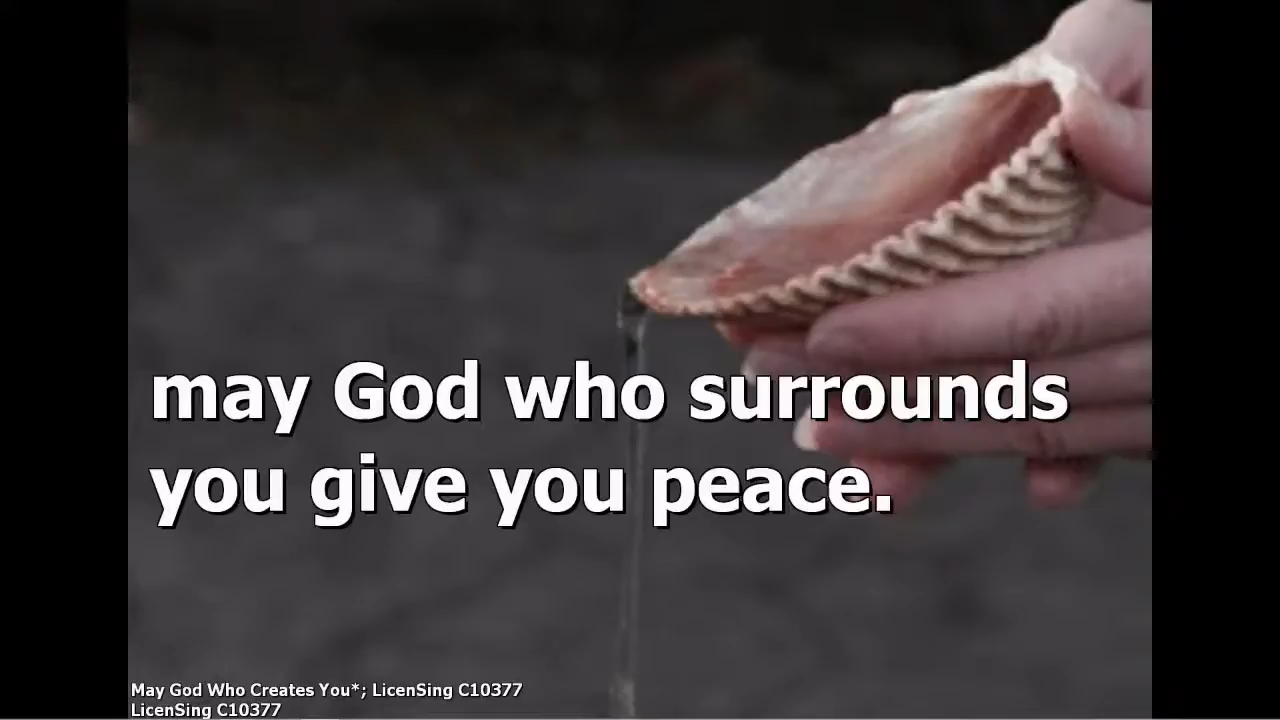 may God who surrounds
you give you peace.
May God Who Creates You*; LicenSing C10377
LicenSing C10377